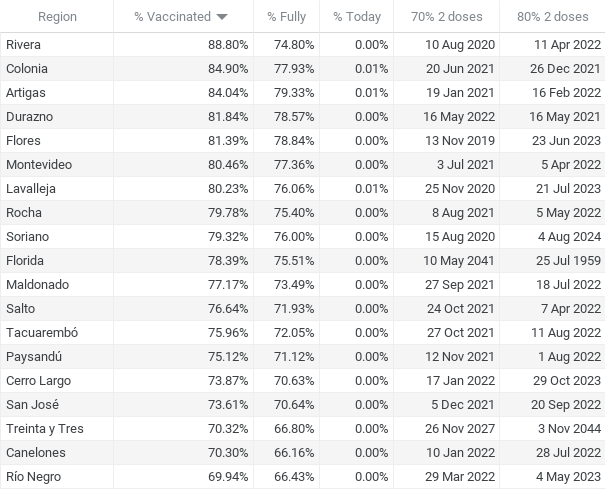 Region % Vaccinated % Fully % Today 70% 2 doses 80% 2 doses
Rivera 88.80% 74.80% 0.00% 10 Aug 2020 11 Apr 2022
Colonia 84.90% 77.93% 0.01% 20 Jun 2021 26 Dec 2021
Artigas 84.04% 79.33% 0.01% 19 Jan 2021 16 Feb 2022
Durazno 81.84% 78.57% 0.00% 16 May 2022 16 May 2021
Flores 81.39% 78.84% 0.00% 13 Nov 2019 23 Jun 2023
Montevideo 80.46% 77.36% 0.00% 3 Jul 2021 5 Apr 2022
Lavalleja 80.23% 76.06% 0.01% 25 Nov 2020 21 Jul 2023
Rocha 79.78% 75.40% 0.00% 8 Aug 2021 5 May 2022
Soriano 79.32% 76.00% 0.00% 15 Aug 2020 4 Aug 2024
Florida 78.39% 75.51% 0.00% 10 May 2041 25 Jul 1959
Maldonado 77.17% 73.49% 0.00% 27 Sep 2021 18 Jul 2022
Salto 76.64% 71.93% 0.00% 24 Oct 2021 7 Apr 2022
Tacuarembó 75.96% 72.05% 0.00% 27 Oct 2021 11 Aug 2022
Paysandú 75.12% 71.12% 0.00% 12 Nov 2021 1 Aug 2022
Cerro Largo 73.87% 70.63% 0.00% 17 Jan 2022 29 Oct 2023
San José 73.61% 70.64% 0.00% 5 Dec 2021 20 Sep 2022
Treinta y Tres 70.32% 66.80% 0.00% 26 Nov 2027 3 Nov 2044
Canelones 70.30% 66.16% 0.00% 10 Jan 2022 28 Jul 2022
Río Negro 69.94% 66.43% 0.00% 29 Mar 2022 4 May 2023